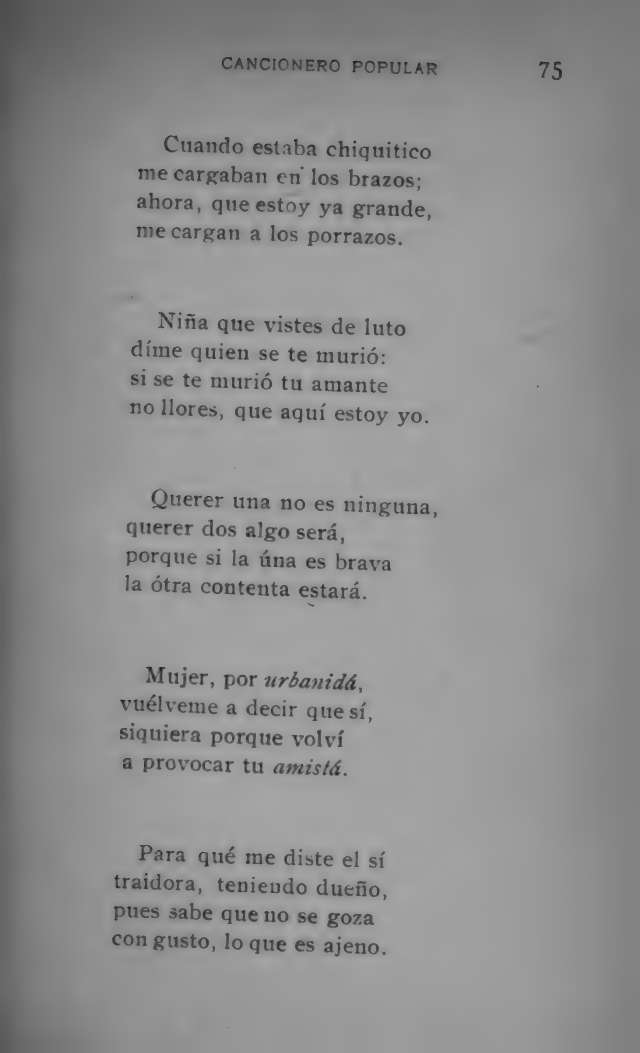 CANCIONERO POPULAR 75
Cuando estaba chiquitico
me cargaban en los brazos;
ahora, que estoy ya grande,
me cargan a los porrazos.
Niña que vistes de luto
díme quien se te murió:
si se te murió tu amante
no llores, que aquí estoy yo.
Querer una no es ninguna,
querer dos algo será,
porque si la úna es brava
la ótra contenta estará.
Mujer, por urbanidá,
vuélveme a decir que sí,
siquiera porque volví
a provocar tu amistá.
Para qué me diste el sí
traidora, teniendo dueño,
pues sabe que no se goza
con gusto, lo que es ajeno.